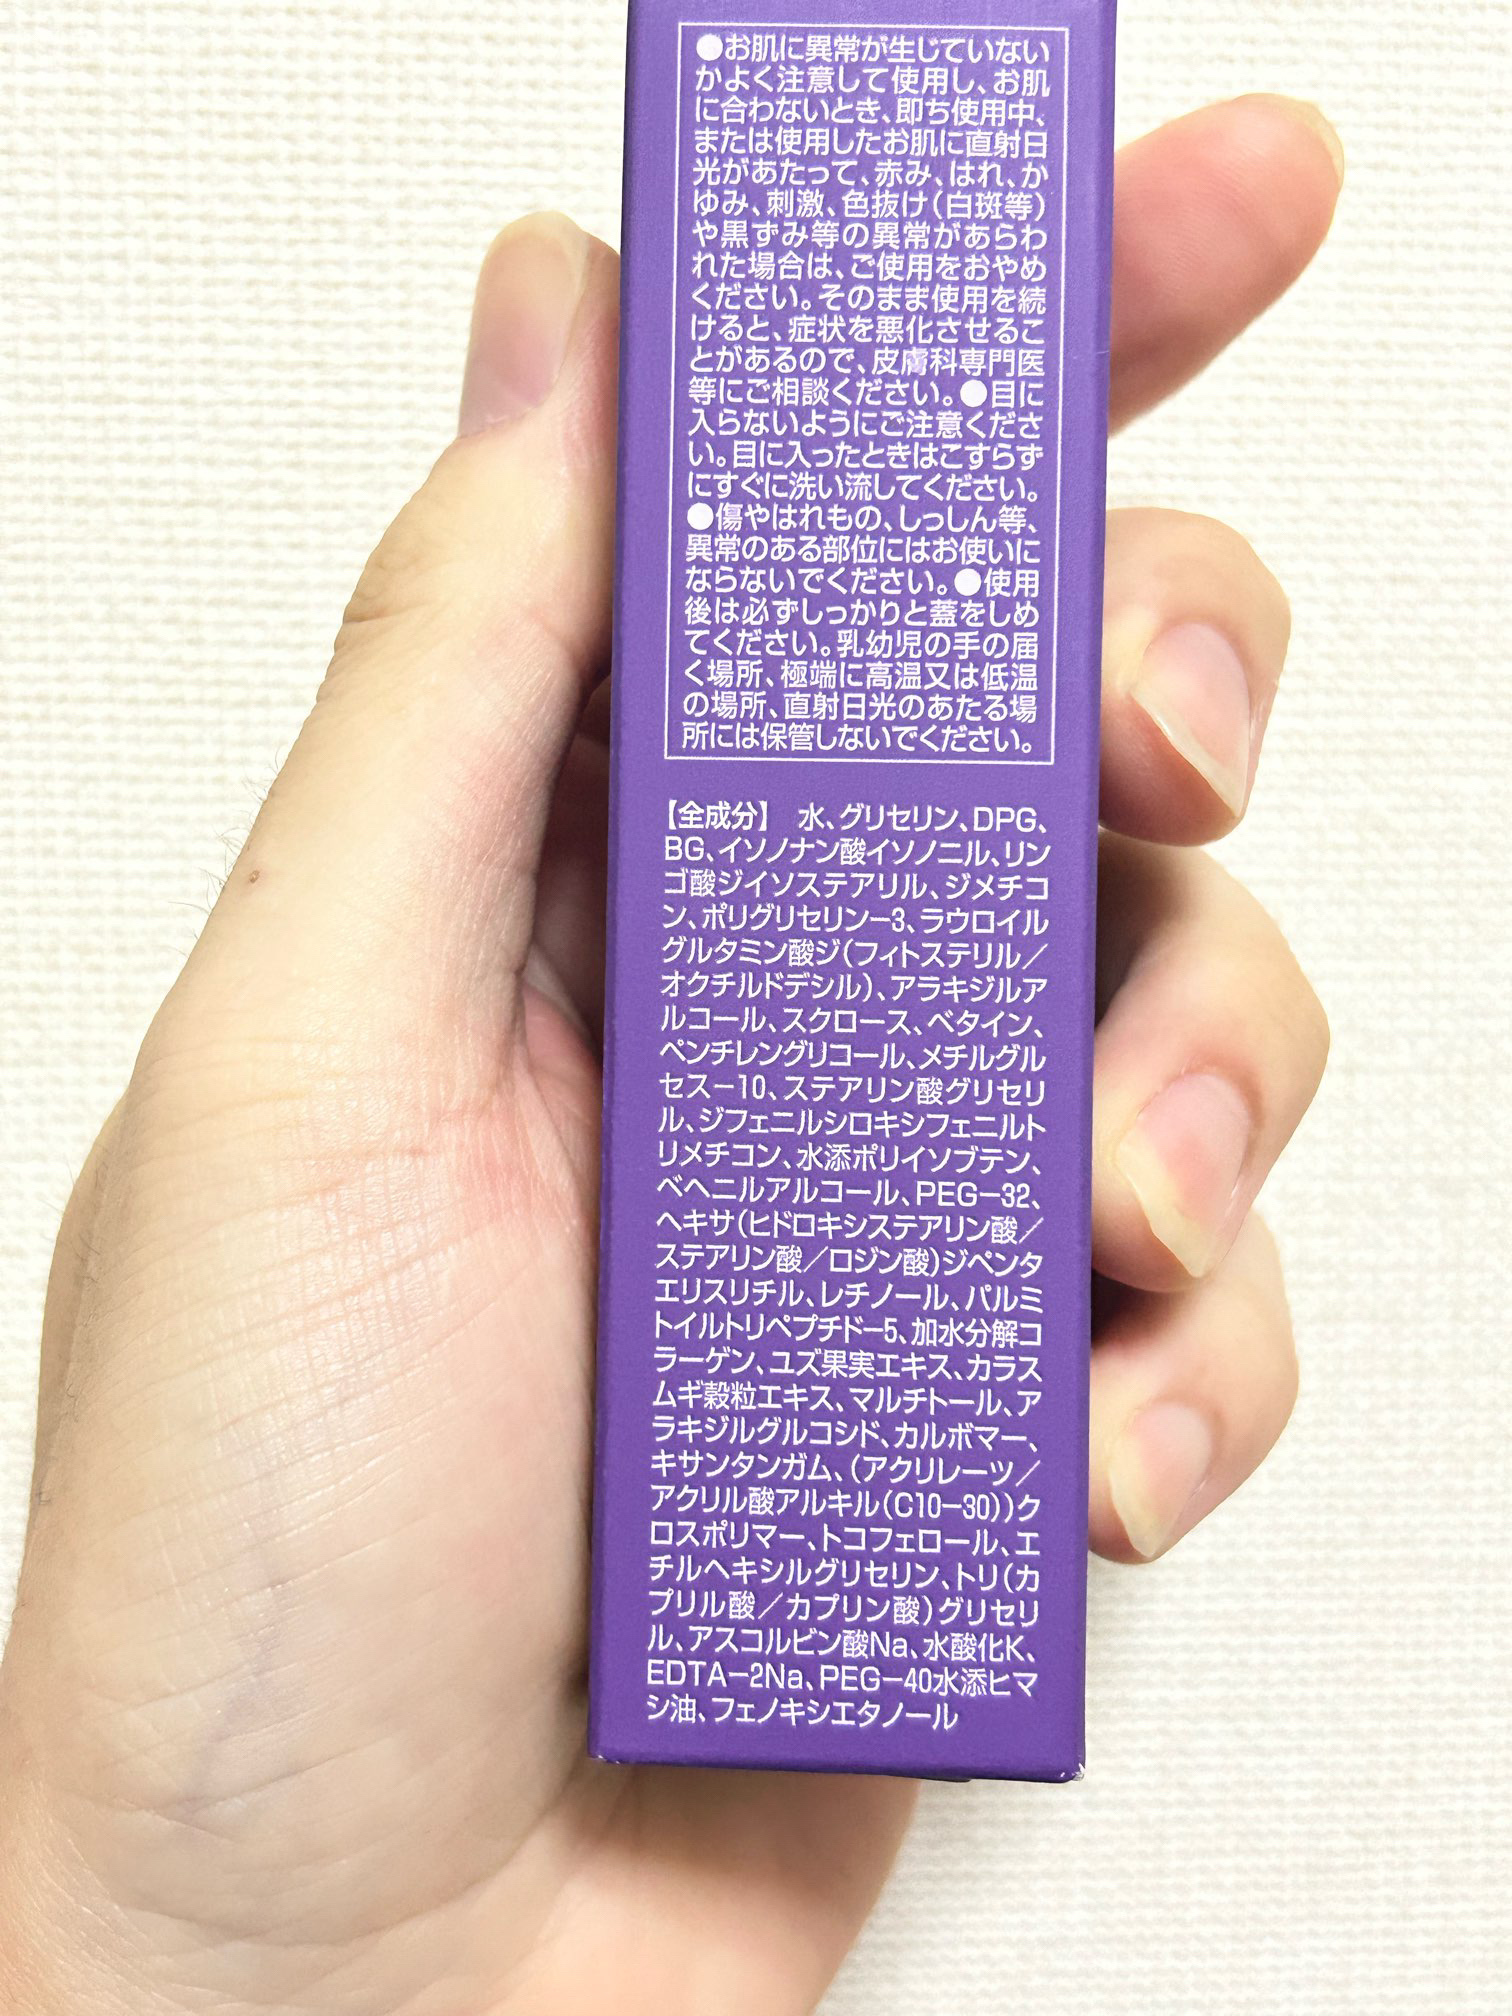 ●お肌に異常が生じていない
かよく注意して使用し、お肌
に合わないとき、即ち使用中、
または使用したお肌に直射日
光があたって、赤み、はれ、か
ゆみ、刺激、色抜け(白斑等)
や黒ずみ等の異常があらわ
れた場合は、ご使用をおやめ
ください。そのまま使用を続
けると、症状を悪化させるこ
とがあるので、皮膚科専門医
等にご相談ください。●目に
入らないようにご注意くださ
い。目に入ったときはこすらず
にすぐに洗い流してください。
●傷やはれもの、しっしん等、
異常のある部位にはお使いに
ならないでください。●使用
後は必ずしっかりと蓋をしめ
てください。乳幼児の手の届
く場所、極端に高温又は低温
の場所、直射日光のあたる場
所には保管しないでください。
【全成分】 水、グリセリン、DPG、
BG、イソノナン酸イソノニル、リン
ゴ酸ジイソステアリル、ジメチコ
ン、ポリグリセリン-3、ラウロイル
グルタミン酸ジ(フィトステリル/
オクチルドデシル)、アラキジルア
ルコール、スクロース、ベタイン、
ペンチレングリコール、メチルグル
セス-10、ステアリン酸グリセリ
ル、ジフェニルシロキシフェニルト
リメチコン、水添ポリイソブテン、
ベヘニルアルコール、PEG-32、
ヘキサ(ヒドロキシステアリン酸/
ステアリン酸/ロジン酸)ジペンタ
エリスリチル、レチノール、パルミ
トイルトリペプチド-5、加水分解コ
ラーゲン、ユズ果実エキス、カラス
ムギ穀粒エキス、マルチトール、ア
ラキジルグルコシド、カルボマー、
キサンタンガム、(アクリレーツ/
アクリル酸アルキル(C10-30))ク
ロスポリマー、トコフェロール、エ
チルヘキシルグリセリン、トリ(カ
プリル酸/カプリン酸)グリセリ
ル、アスコルビン酸Na、水酸化K、
EDTA-2Na、PEG-40水添ヒマ
シ油、フェノキシエタノール